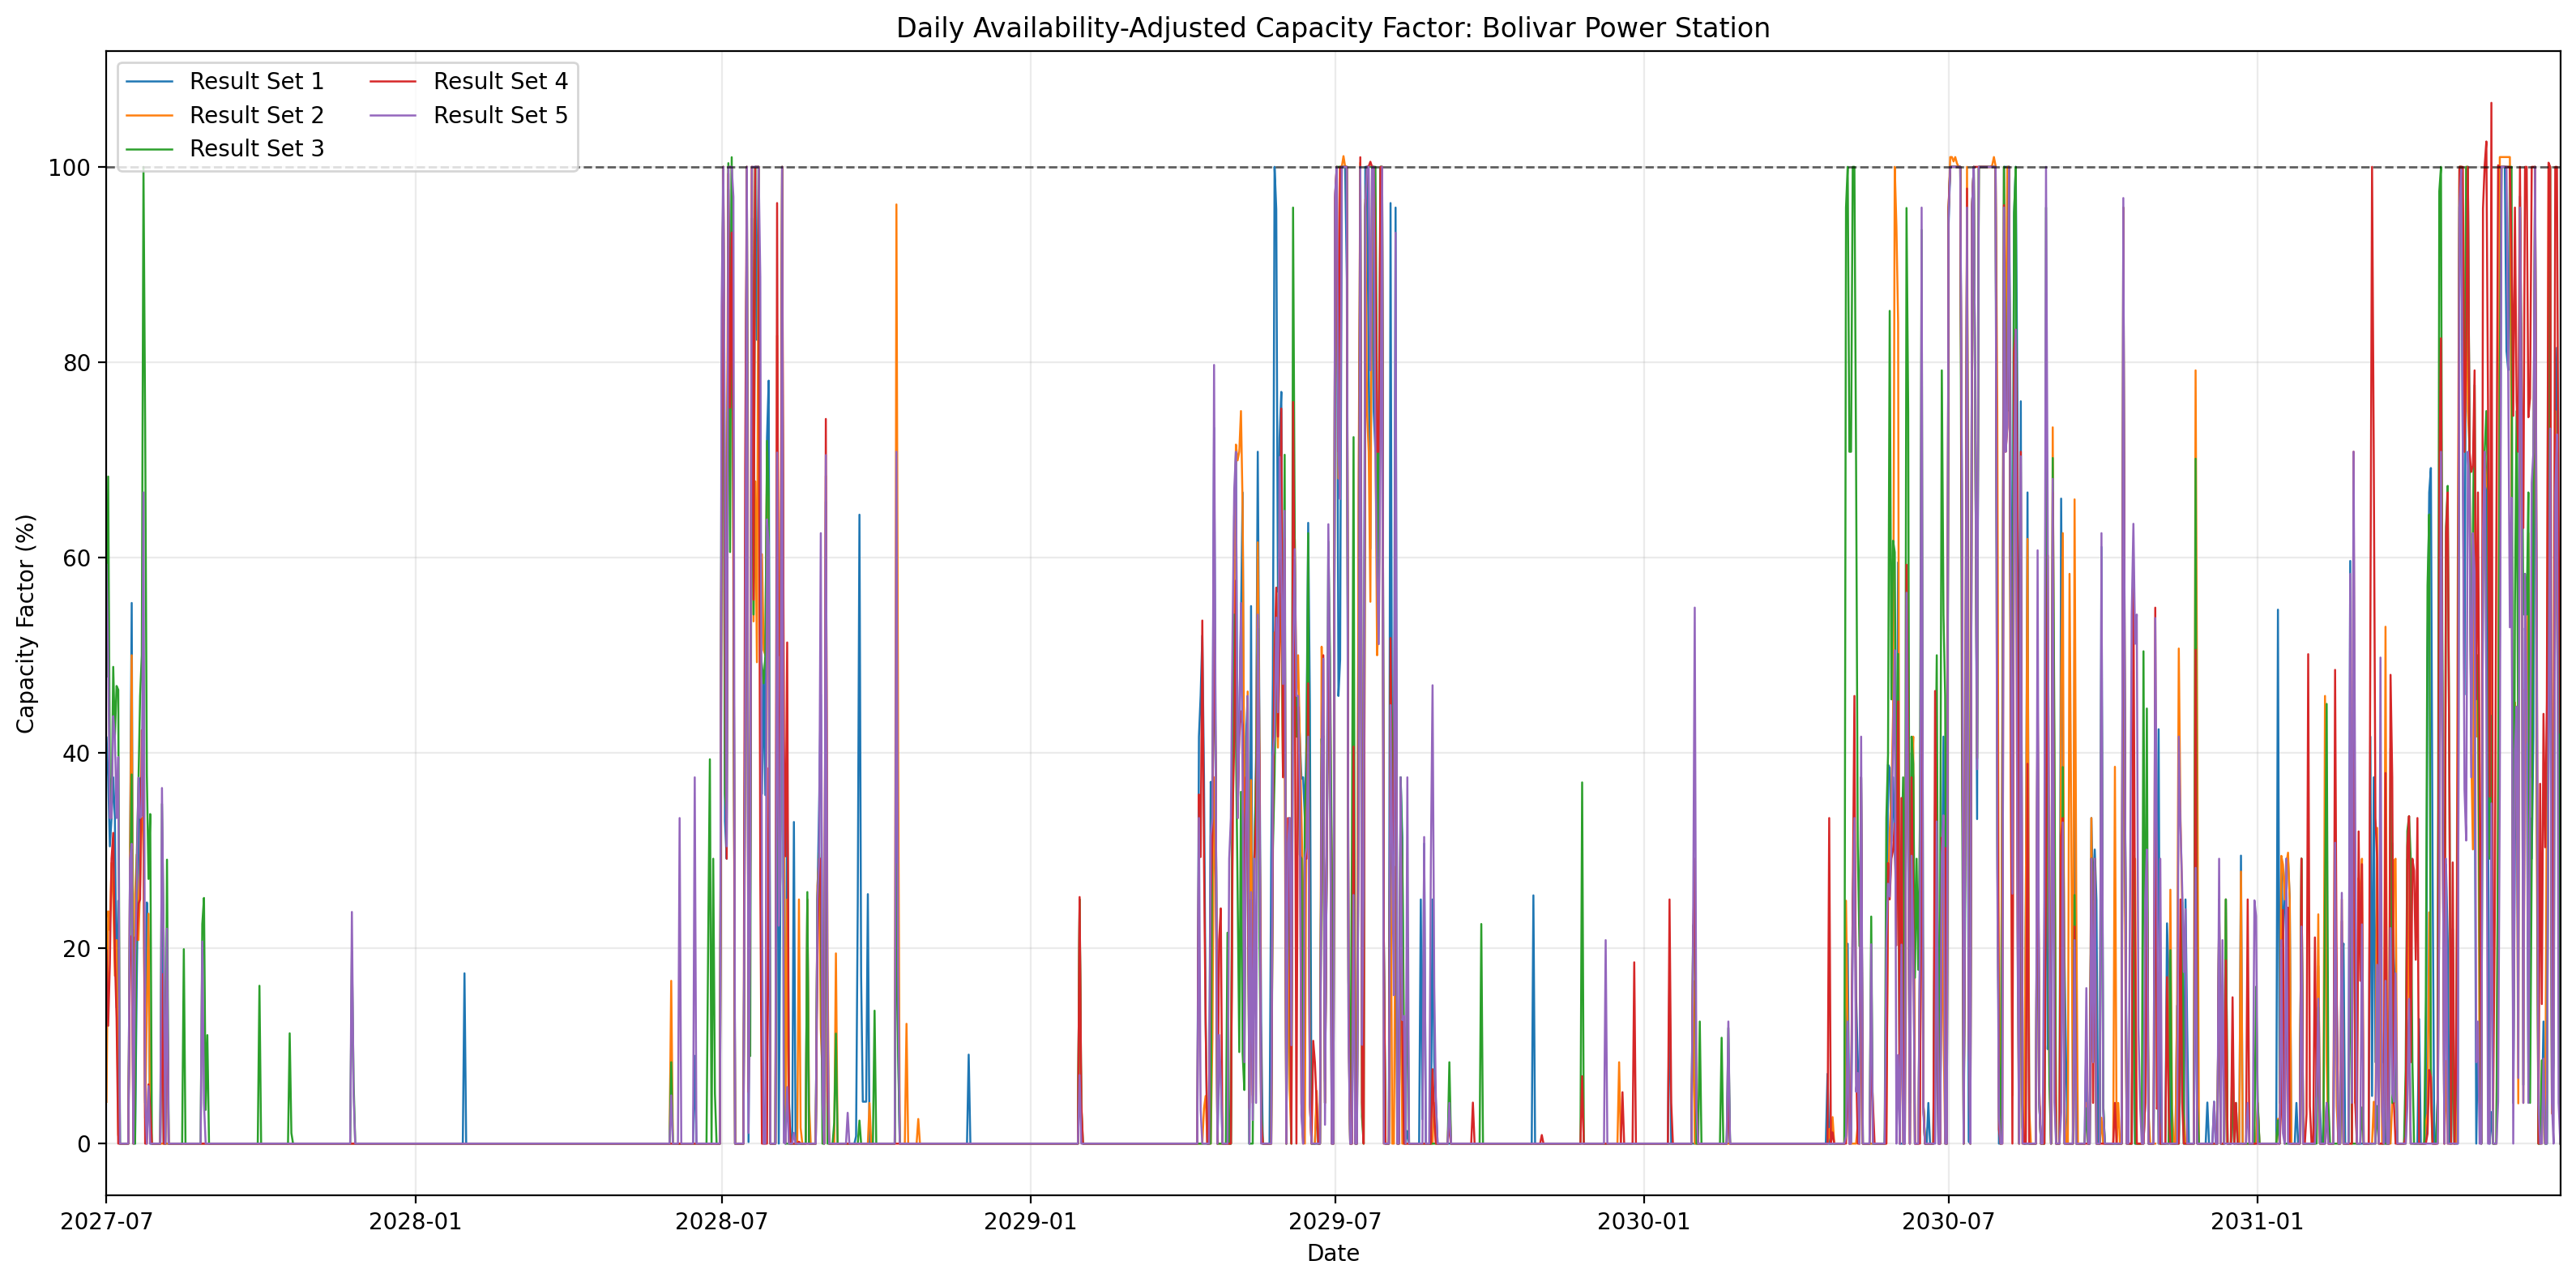 Daily Availability-Adjusted Capacity Factor: Bolivar Power Station
Result Set 1
Result Set 2
Result Set 3
Result Set 4
Result Set 5
Capacity Factor (%)
100
80
60
40
20
0
2027-07
2028-01
2028-07
2029-01
2029-07
2030-01
2030-07
2031-01
Date